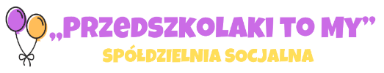 „PRZEDSZKOLAKI TO MY”
SPÓŁDZIELNIA SOCJALNA